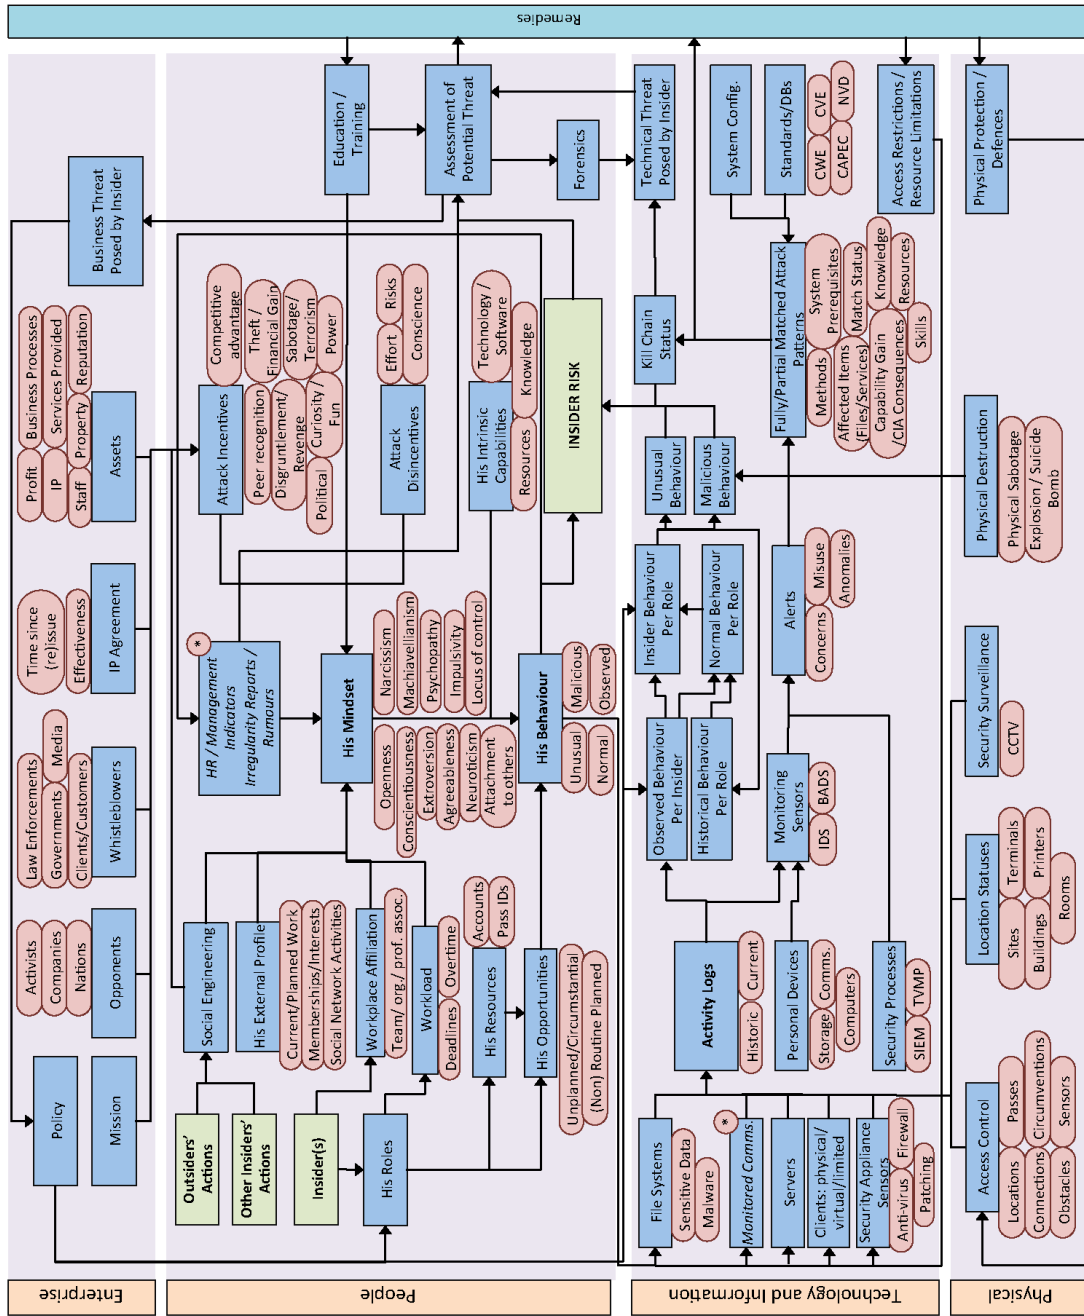 Remedies
Enterprise
Policy
Mission
Activists
Companies
Nations
Opponents
Law Enforcements
Governments
Media
Clients/Customers
Whistleblowers
Time since
(re)issue
Effectiveness
IP Agreement
Profit
Business Processes
IP
Services Provided
Staff
Property
Reputation
Assets
Business Threat
Posed by Insider
People
Outsiders'
Actions
Other Insiders'
Actions
Insider(s)
His Roles
Social Engineering
His External Profile
Current/Planned Work
Memberships/Interests
Social Network Activities
Workplace Affiliation
Team/ org./ prof. assoc.
Workload
Deadlines
Overtime
His Resources
Accounts
Pass IDs
His Opportunities
Unplanned/Circumstantial
(Non) Routine Planned
*
HR / Management
Indicators
Irregularity Reports /
Rumours
His Mindset
Openness
Conscientiousness
Extroversion
Agreeableness
Neuroticism
Attachment
to others
Narcissism
Machiavellianism
Psychopathy
Impulsivity
Locus of control
His Behaviour
Unusual
Malicious
Normal
Observed
Attack Incentives
Competitive
advantage
Peer recognition
Theft /
Financial Gain
Disgruntlement/
Revenge
Sabotage/
Terrorism
Political
Curiosity /
Fun
Power
Attack
Disincentives
Effort
Risks
Conscience
His Intrinsic
Capabilities
Technology /
Software
Resources
Knowledge
INSIDER RISK
Education /
Training
Assessment of
Potential Threat
Forensics
Technology and Information
File Systems
Sensitive Data
Malware
*
Monitored Comms.
Servers
Clients: physical/
virtual/limited
Security Appliance
Sensors
Anti-virus
Firewall
Patching
Activity Logs
Historic
Current
Personal Devices
Storage
Comms.
Computers
Security Processes
SIEM
TVMP
Observed Behaviour
Per Insider
Historical Behaviour
Per Role
Monitoring
Sensors
IDS
BADS
Insider Behaviour
Per Role
Normal Behaviour
Per Role
Alerts
Concerns
Misuse
Anomalies
Unusual
Behaviour
Malicious
Behaviour
Kill Chain
Status
Fully/Partial Matched Attack
Patterns
Methods
System
Prerequisites
Affected Items
(Files/Services)
Match Status
Capability Gain
/CIA Consequences
Knowledge
Resources
Skills
Technical Threat
Posed by Insider
System Config.
Standards/DBs
CWE
CVE
CAPEC
NVD
Access Restrictions /
Resource Limitations
Physical
Access Control
Locations
Passes
Connections
Circumventions
Obstacles
Sensors
Location Statuses
Sites
Terminals
Buildings
Printers
Rooms
Security Surveillance
CCTV
Physical Destruction
Physical Sabotage
Explosion / Suicide
Bomb
Physical Protection /
Defences